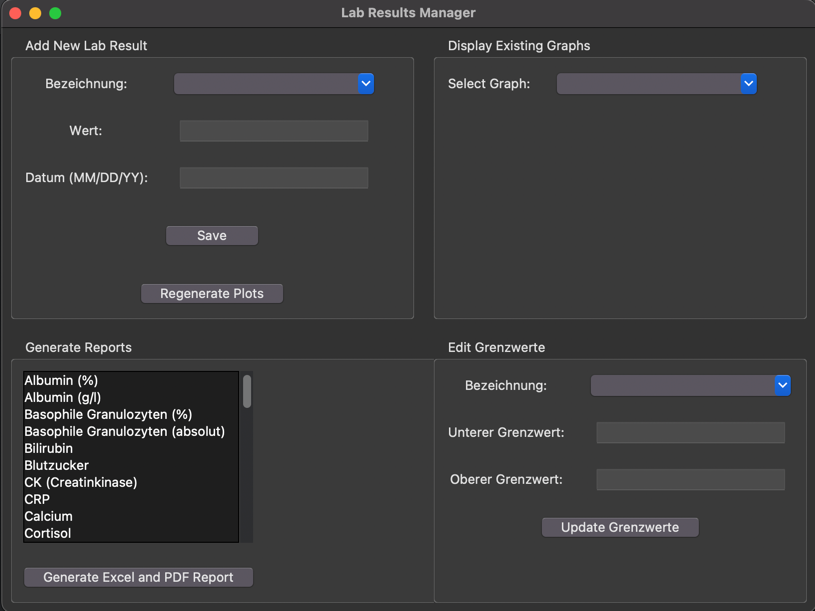 Lab Results Manager
Add New Lab Result
Bezeichnung:
Wert:
Datum (MM/DD/YY):
Save
Regenerate Plots
Display Existing Graphs
Select Graph:
Generate Reports
Albumin (%)
Albumin (g/l)
Basophile Granulozyten (%)
Basophile Granulozyten (absolut)
Bilirubin
Blutzucker
CK (Creatinkinase)
CRP
Calcium
Cortisol
Generate Excel and PDF Report
Edit Grenzwerte
Bezeichnung:
Unterer Grenzwert:
Oberer Grenzwert:
Update Grenzwerte